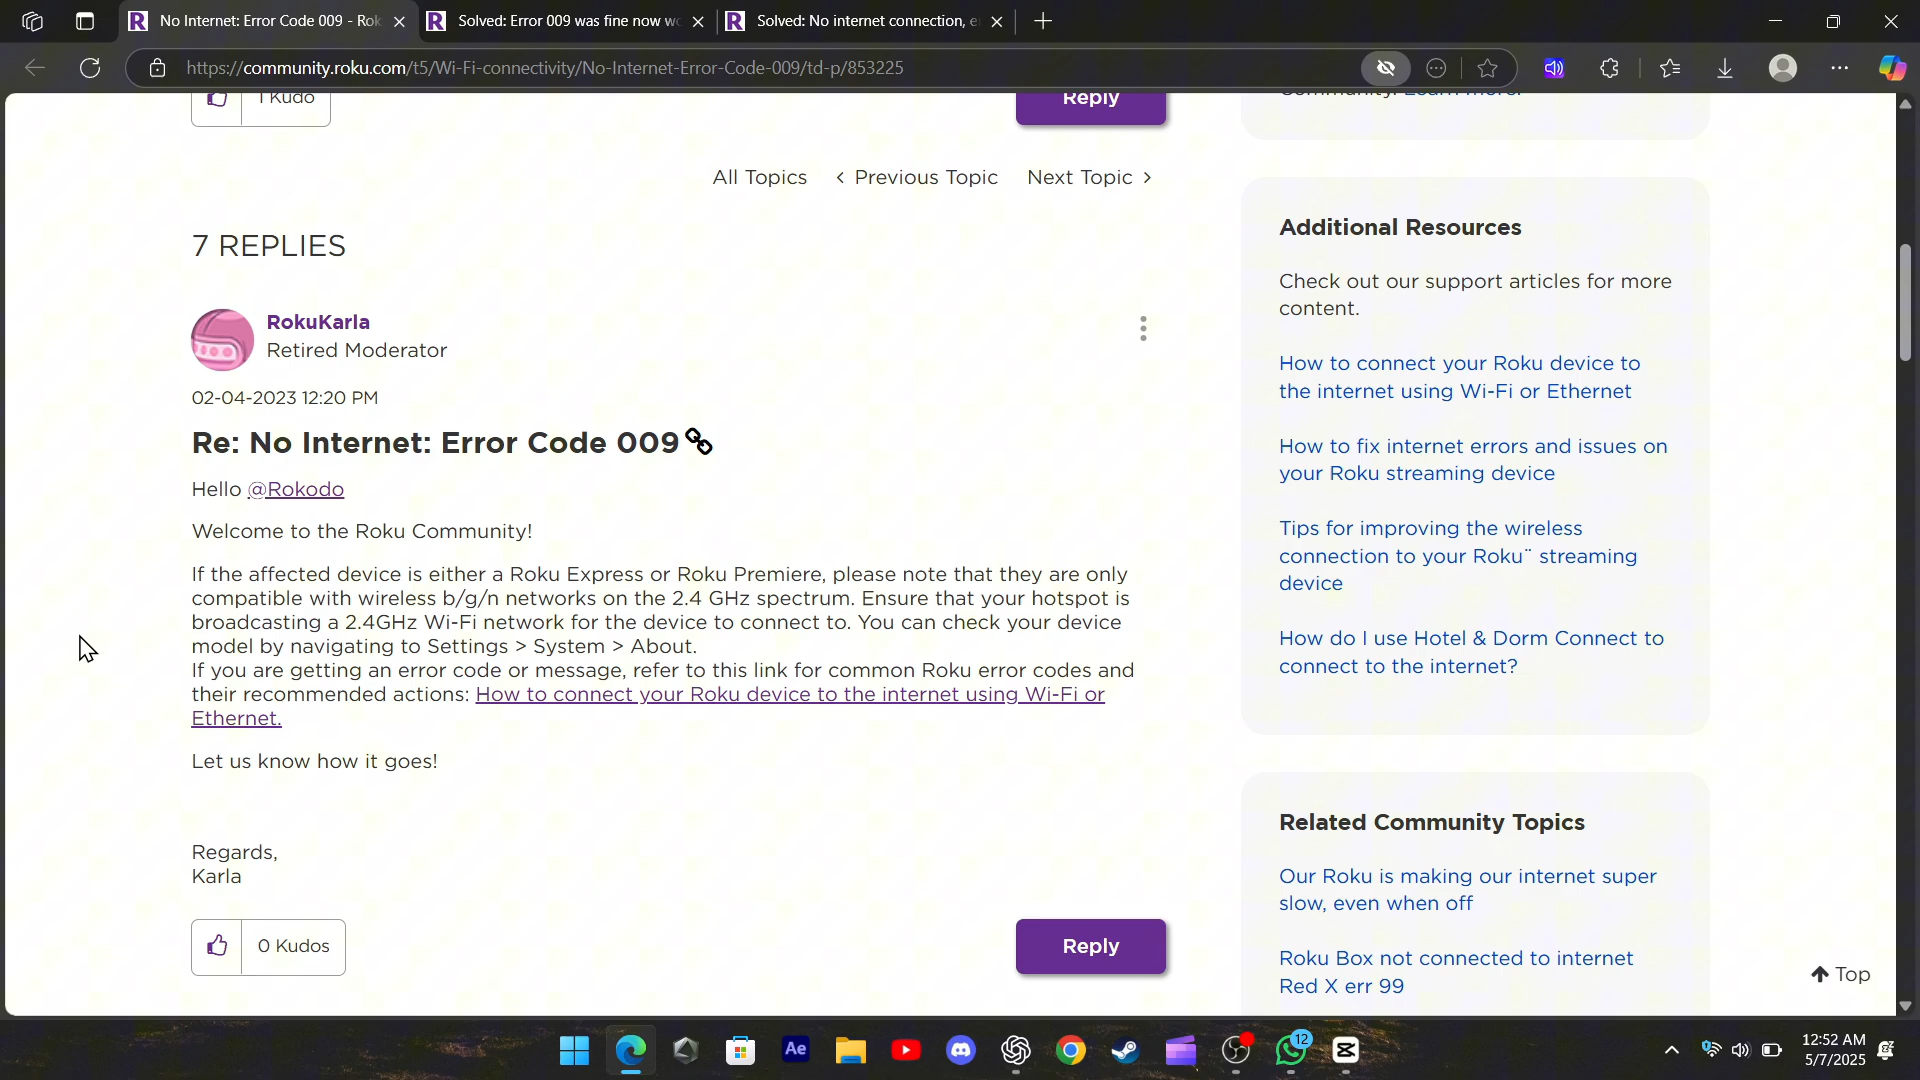 No Internet: Error Code 009 - Rok
Solved: Error 009 was fine now wo
Solved: No internet connection, e
https://community.roku.com/t5/Wi-Fi-connectivity/No-Internet-Error-Code-009/td-p/853225
1 Kudo
Reply
All Topics
Previous Topic
Next Topic
7 REPLIES
RokuKarla
Retired Moderator
02-04-2023 12:20 PM
Re: No Internet: Error Code 009
Hello @Rokodo
Welcome to the Roku Community!
If the affected device is either a Roku Express or Roku Premiere, please note that they are only
compatible with wireless b/g/n networks on the 2.4 GHz spectrum. Ensure that your hotspot is
broadcasting a 2.4GHz Wi-Fi network for the device to connect to. You can check your device
model by navigating to Settings > System > About.
If you are getting an error code or message, refer to this link for common Roku error codes and
their recommended actions: How to connect your Roku device to the internet using Wi-Fi or
Ethernet.
Let us know how it goes!
Regards,
Karla
0 Kudos
Reply
Community. Learn more.
Additional Resources
Check out our support articles for more
content.
How to connect your Roku device to
the internet using Wi-Fi or Ethernet
How to fix internet errors and issues on
your Roku streaming device
Tips for improving the wireless
connection to your Roku¨ streaming
device
How do I use Hotel & Dorm Connect to
connect to the internet?
Related Community Topics
Our Roku is making our internet super
slow, even when off
Roku Box not connected to internet
Red X err 99
Top
Ae
12
12:52 AM
5/7/2025